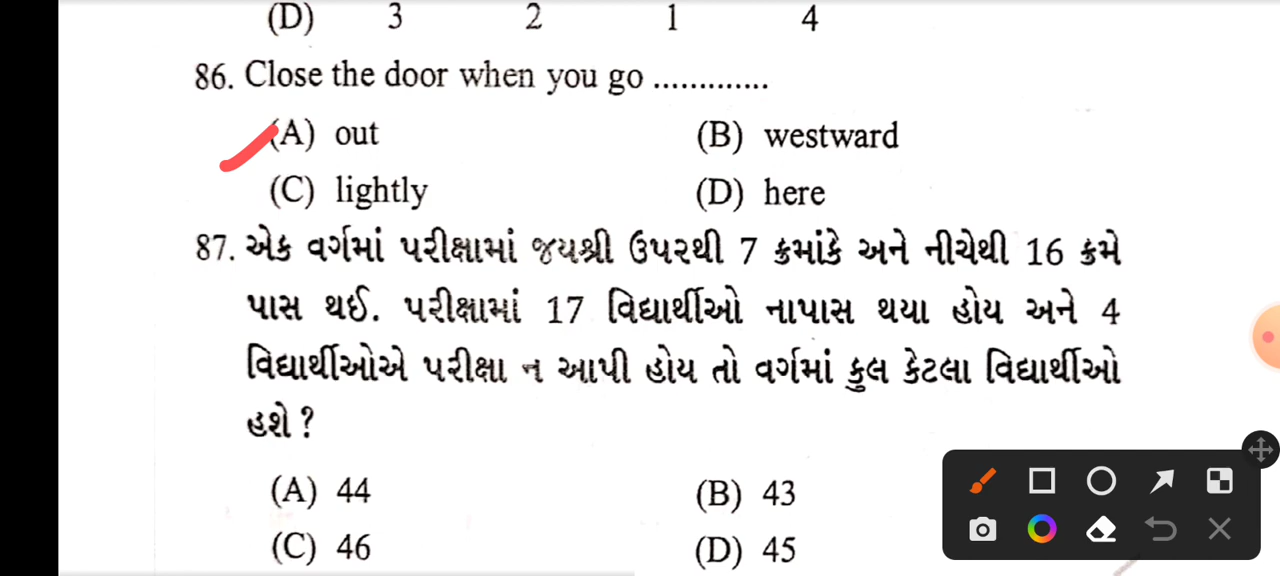 (D) 3 2 1 4
86. Close the door when you go .............
(A) out (B) westward
(C) lightly (D) here
87. એક વર્ગમાં પરીક્ષામાં જયશ્રી ઉપરથી 7 ક્રમાંકે અને નીચેથી 16 ક્રમે
પાસ થઈ. પરીક્ષામાં 17 વિદ્યાર્થીઓ નાપાસ થયા હોય અને 4
વિદ્યાર્થીઓએ પરીક્ષા ન આપી હોય તો વર્ગમાં કુલ કેટલા વિદ્યાર્થીઓ
હશે ?
(A) 44 (B) 43
(C) 46 (D) 45